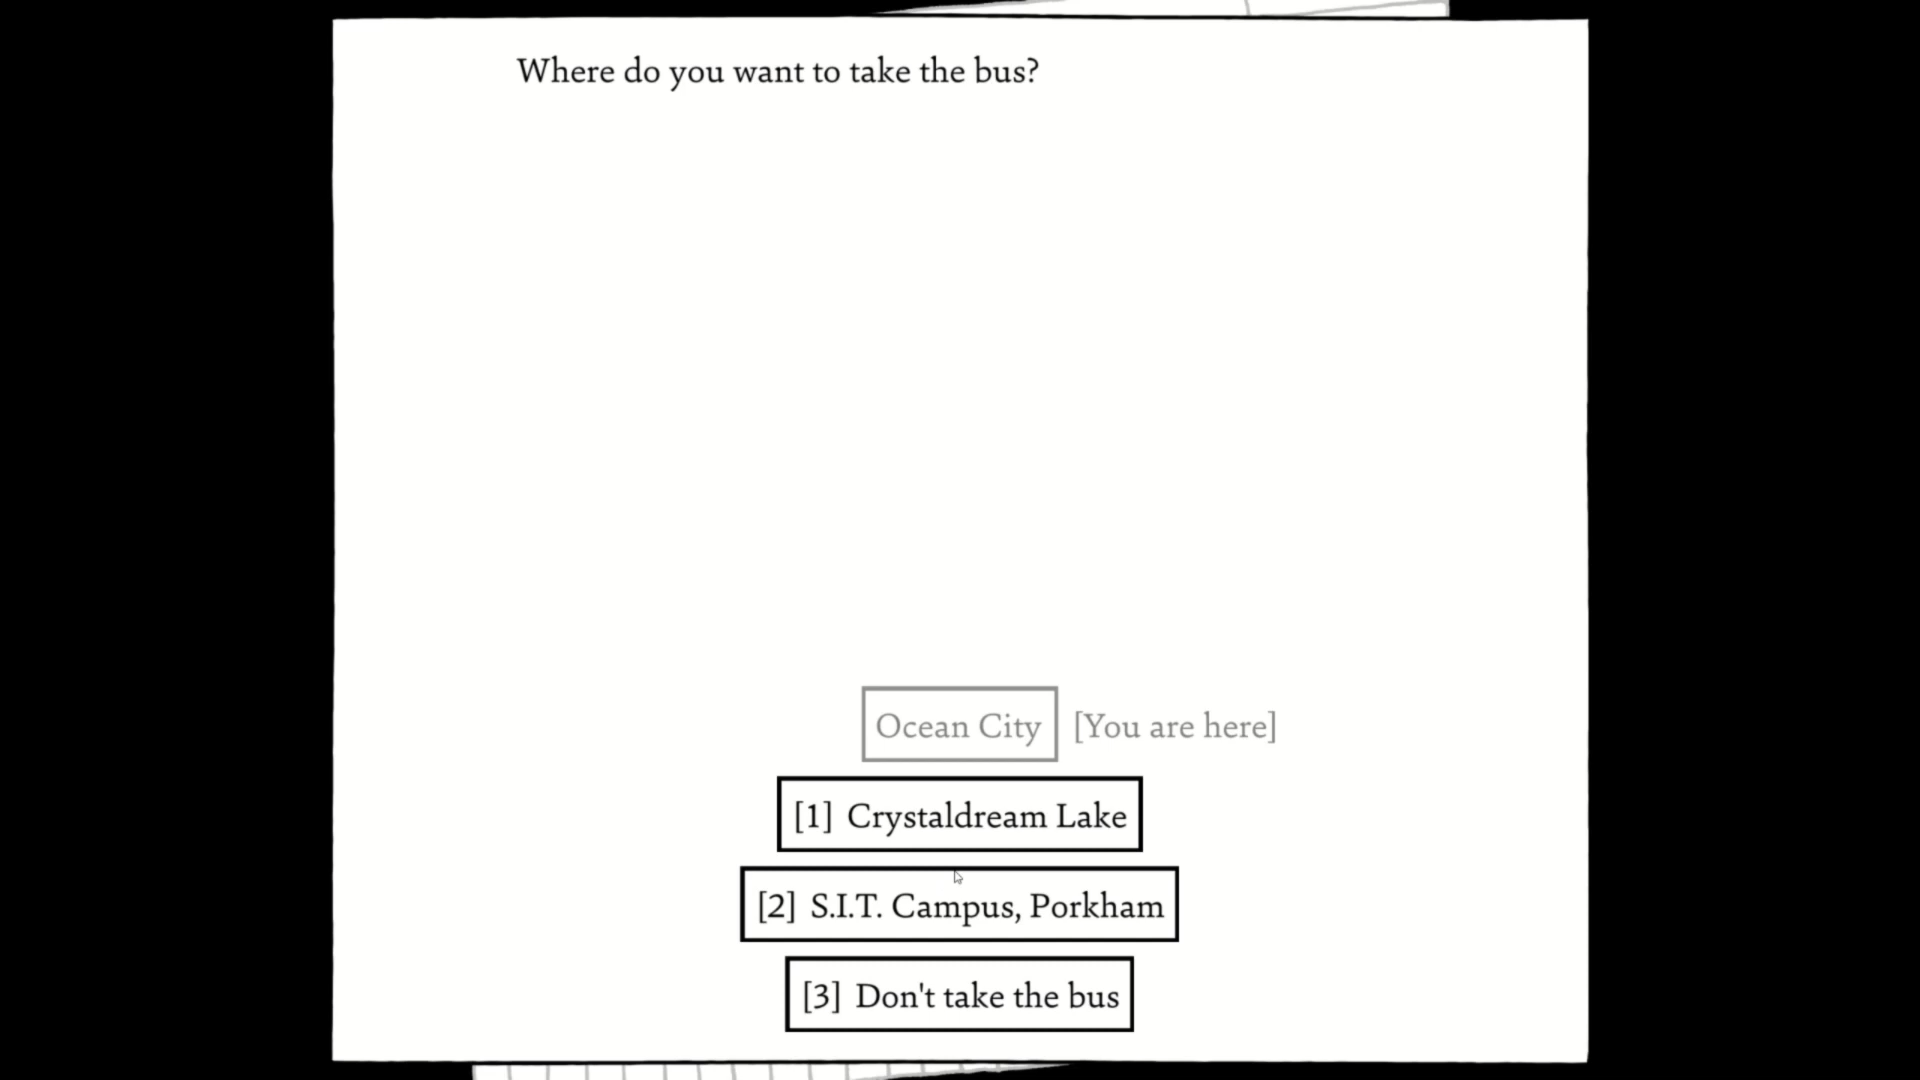 Where do you want to take the bus?
Ocean City [You are here]
[1] Crystaldream Lake
[2] S.I.T. Campus, Porkham
[3] Don't take the bus